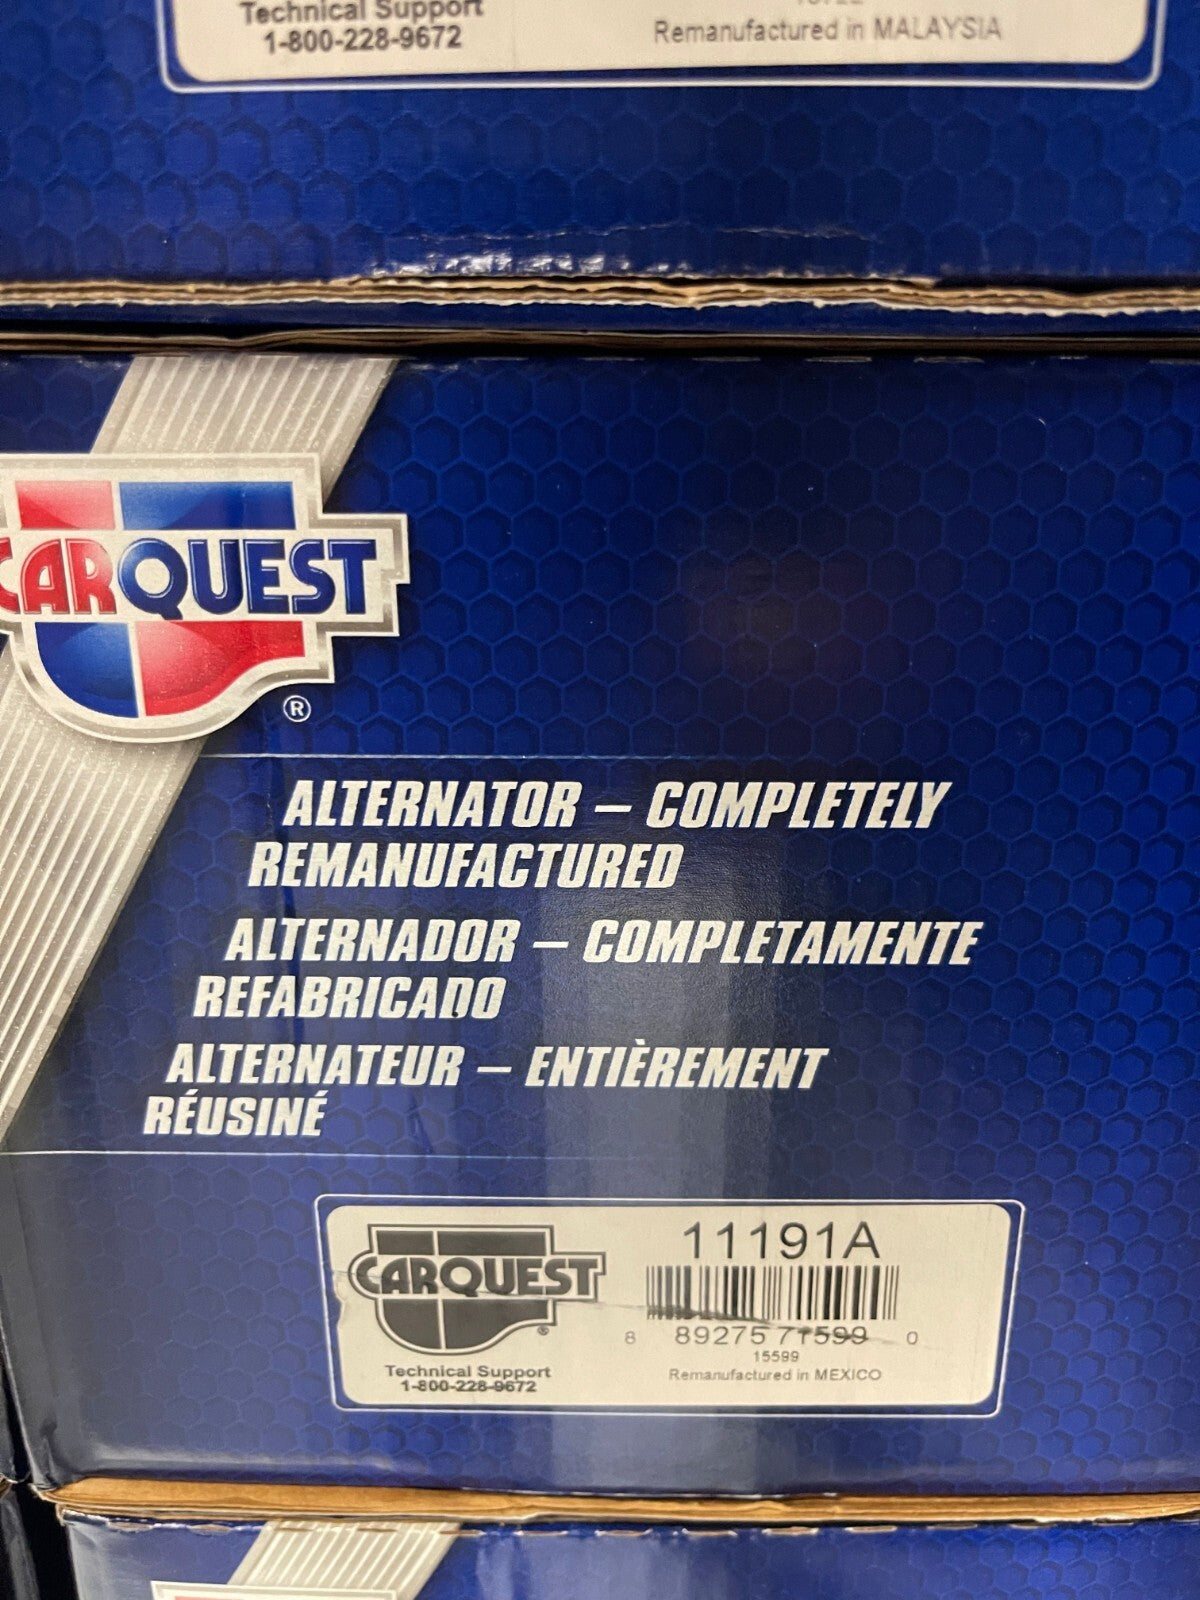 Technical Support
1-800-228-9672
Remanufactured in MALAYSIA
CARQUEST
®
ALTERNATOR – COMPLETELY
REMANUFACTURED
ALTERNADOR – COMPLETAMENTE
REFABRICADO
ALTERNATEUR – ENTIÈREMENT
RÉUSINÉ
CARQUEST
®
Technical Support
1-800-228-9672
11191A
8 89275 71599 0
15599
Remanufactured in MEXICO